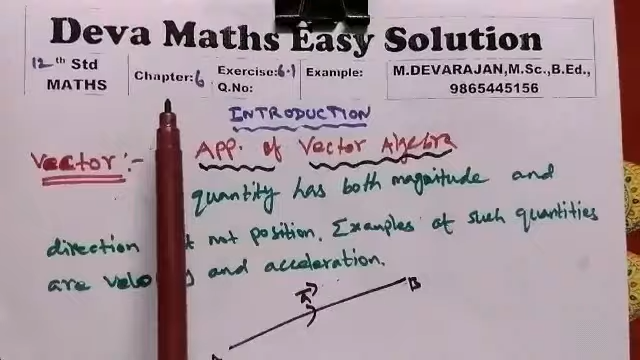 Deva Maths Easy Solution
12th Std
MATHS
Chapter: 6
Exercise: 6.1
Q.No:
Example:
M.DEVARAJAN,M.Sc.,B.Ed.,
9865445156
INTRODUCTION
App. of Vector Algebra
Vector :-
quantity has both magnitude and
direction not position. Examples of such quantities
are and acceleration.
B